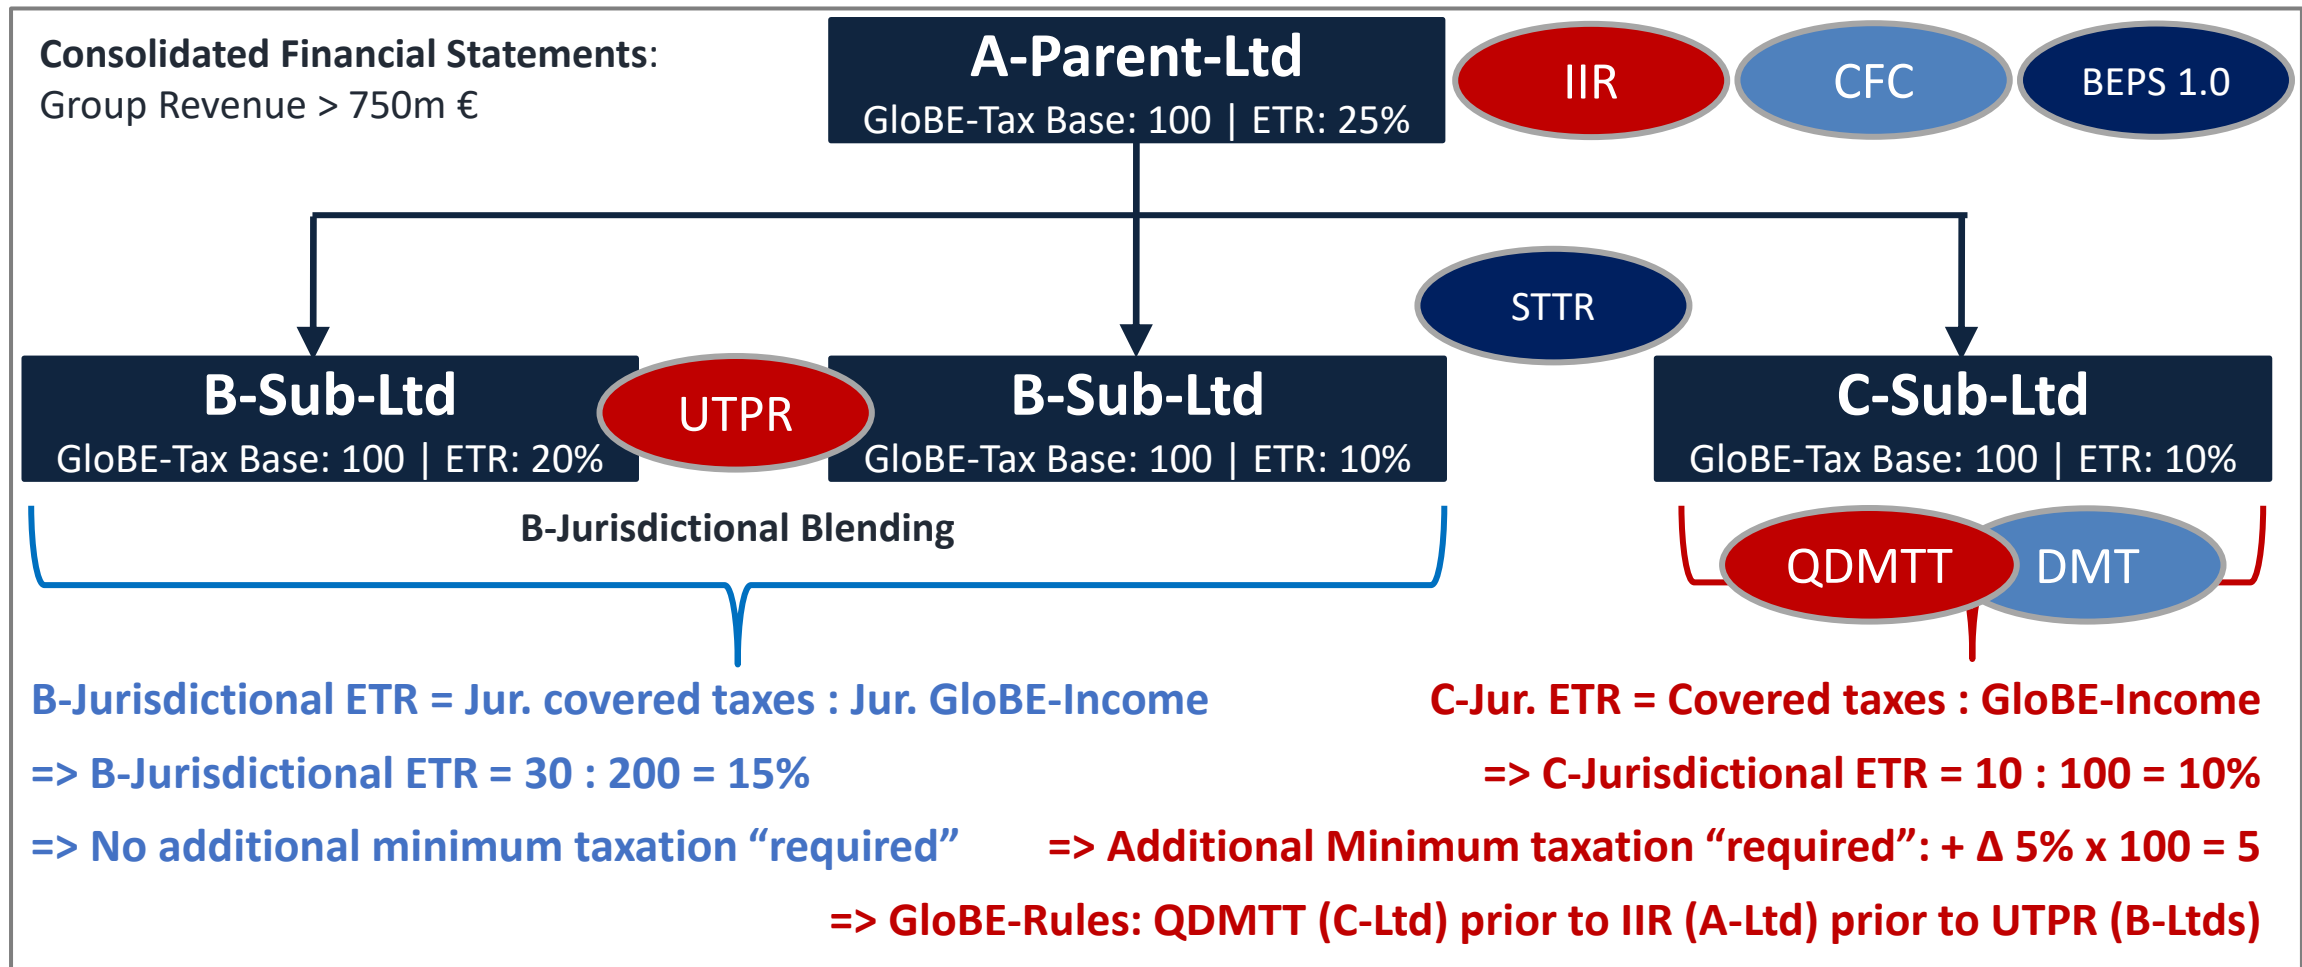 Consolidated Financial Statements:
Group Revenue > 750m €
A-Parent-Ltd
GloBE-Tax Base: 100 | ETR: 25%
IIR
CFC
BEPS 1.0
STTR
B-Sub-Ltd
GloBE-Tax Base: 100 | ETR: 20%
UTPR
B-Sub-Ltd
GloBE-Tax Base: 100 | ETR: 10%
C-Sub-Ltd
GloBE-Tax Base: 100 | ETR: 10%
B-Jurisdictional Blending
QDMTT
DMT
B-Jurisdictional ETR = Jur. covered taxes : Jur. GloBE-Income
=> B-Jurisdictional ETR = 30 : 200 = 15%
=> No additional minimum taxation “required”
C-Jur. ETR = Covered taxes : GloBE-Income
=> C-Jurisdictional ETR = 10 : 100 = 10%
=> Additional Minimum taxation “required”: + Δ 5% x 100 = 5
=> GloBE-Rules: QDMTT (C-Ltd) prior to IIR (A-Ltd) prior to UTPR (B-Ltds)